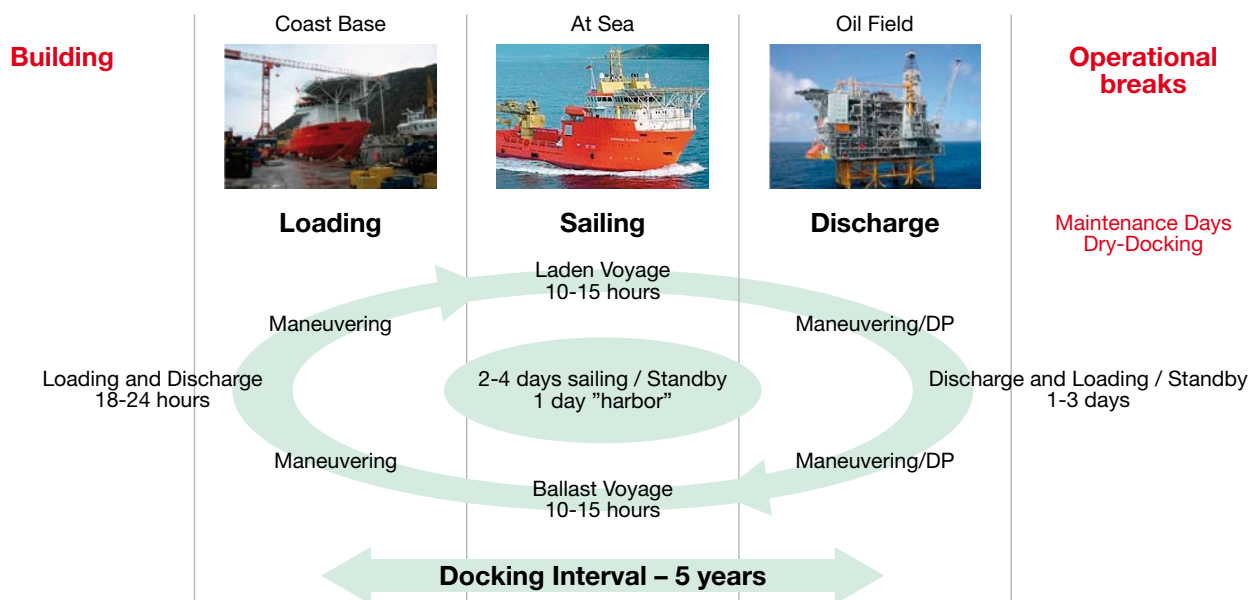 Coast Base
At Sea
Oil Field
Building
Operational
breaks
Loading
Sailing
Discharge
Maintenance Days
Dry-Docking
Laden Voyage
10-15 hours
Maneuvering
Maneuvering/DP
Loading and Discharge
18-24 hours
2-4 days sailing / Standby
1 day ”harbor”
Discharge and Loading / Standby
1-3 days
Maneuvering
Maneuvering/DP
Ballast Voyage
10-15 hours
Docking Interval – 5 years